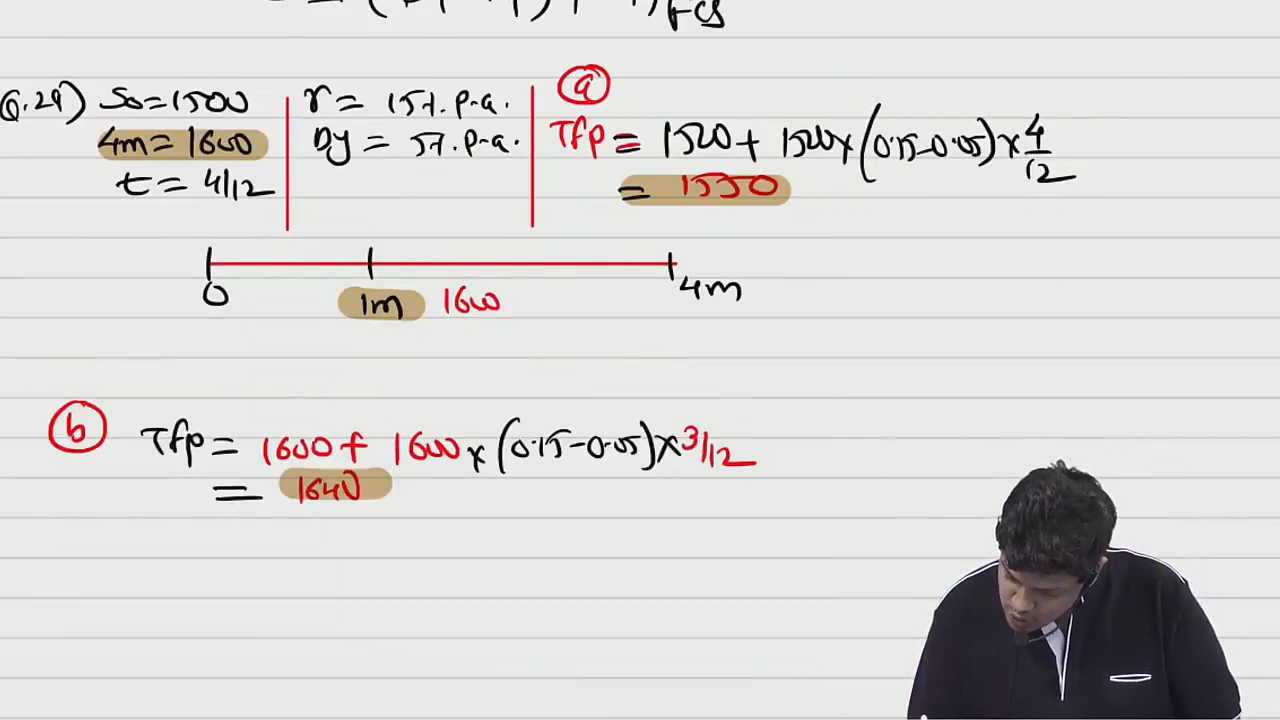 Q.29) S0=1500
4m = 1600
t = 4/12
r = 15%. p.a.
Dy = 5%. p.a.
a
Tfp = 1500 + 1500 x (0.15-0.05) x 4/12
= 1550
0
1m 1600
4m
b Tfp = 1600 + 1600 x (0.15-0.05) x 3/12
= 1640